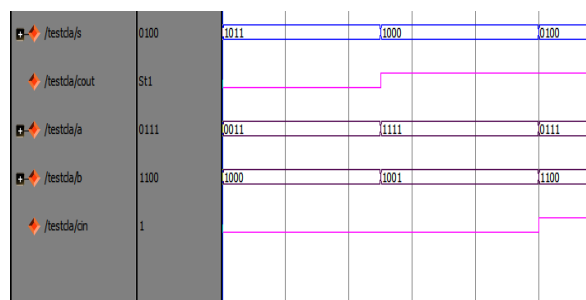 /testcla/s 0100 1011 1000 0100
/testcla/cout St1
/testcla/a 0111 0011 1111 0111
/testcla/b 1100 1000 1001 1100
/testcla/cin 1